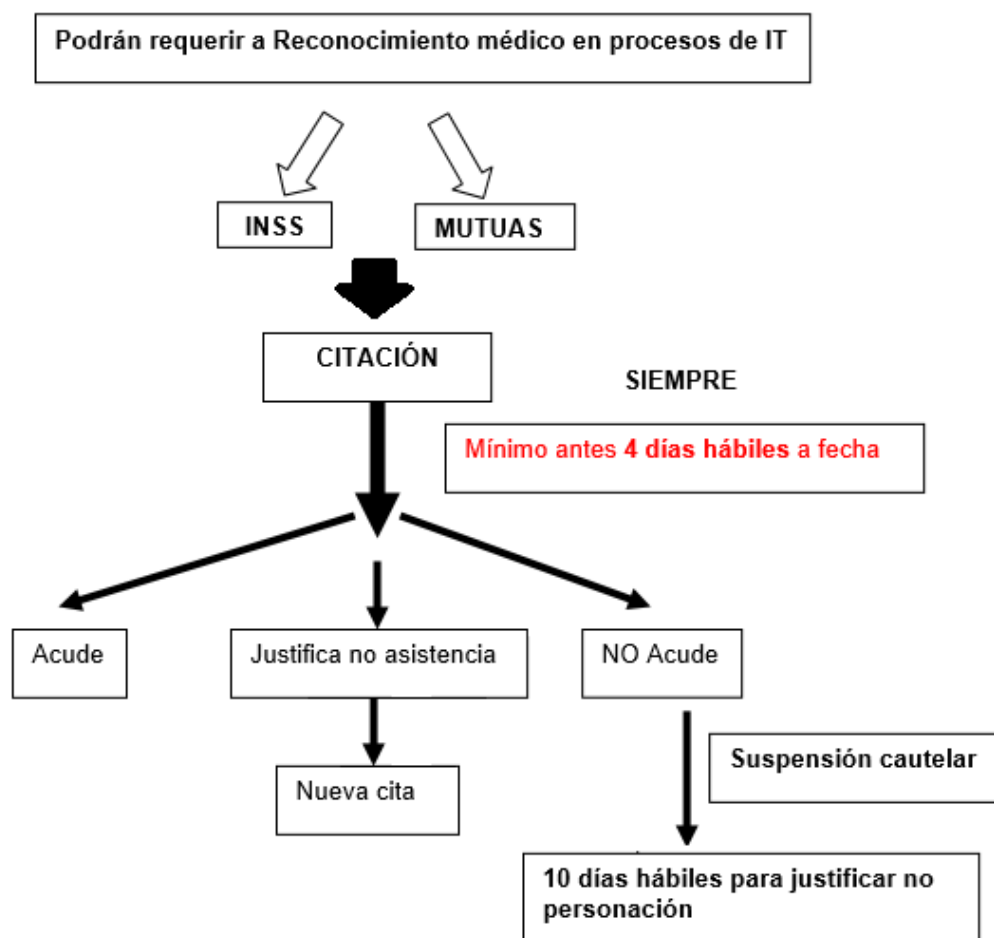 Podrán requerir a Reconocimiento médico en procesos de IT
INSS
MUTUAS
CITACIÓN
SIEMPRE
Mínimo antes 4 días hábiles a fecha
Acude
Justifica no asistencia
NO Acude
Nueva cita
Suspensión cautelar
10 días hábiles para justificar no
personación